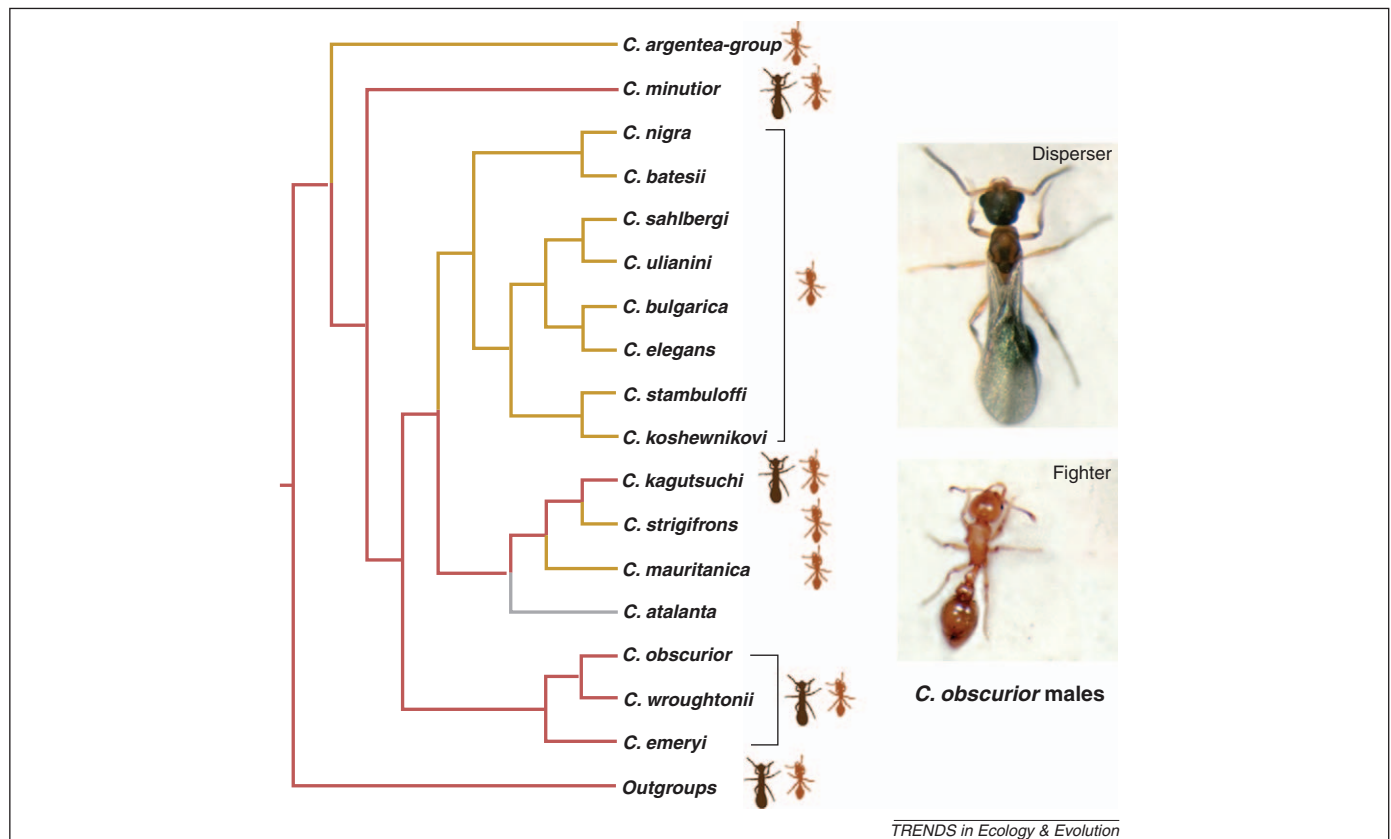 C. argentea-group
C. minutior
C. nigra
C. batesii
C. sahlbergi
C. ulianini
C. bulgarica
C. elegans
C. stambuloffi
C. koshewnikovi
C. kagutsuchi
C. strigifrons
C. mauritanica
C. atalanta
C. obscurior
C. wroughtonii
C. emeryi
Outgroups
Disperser
Fighter
C. obscurior males
TRENDS in Ecology & Evolution